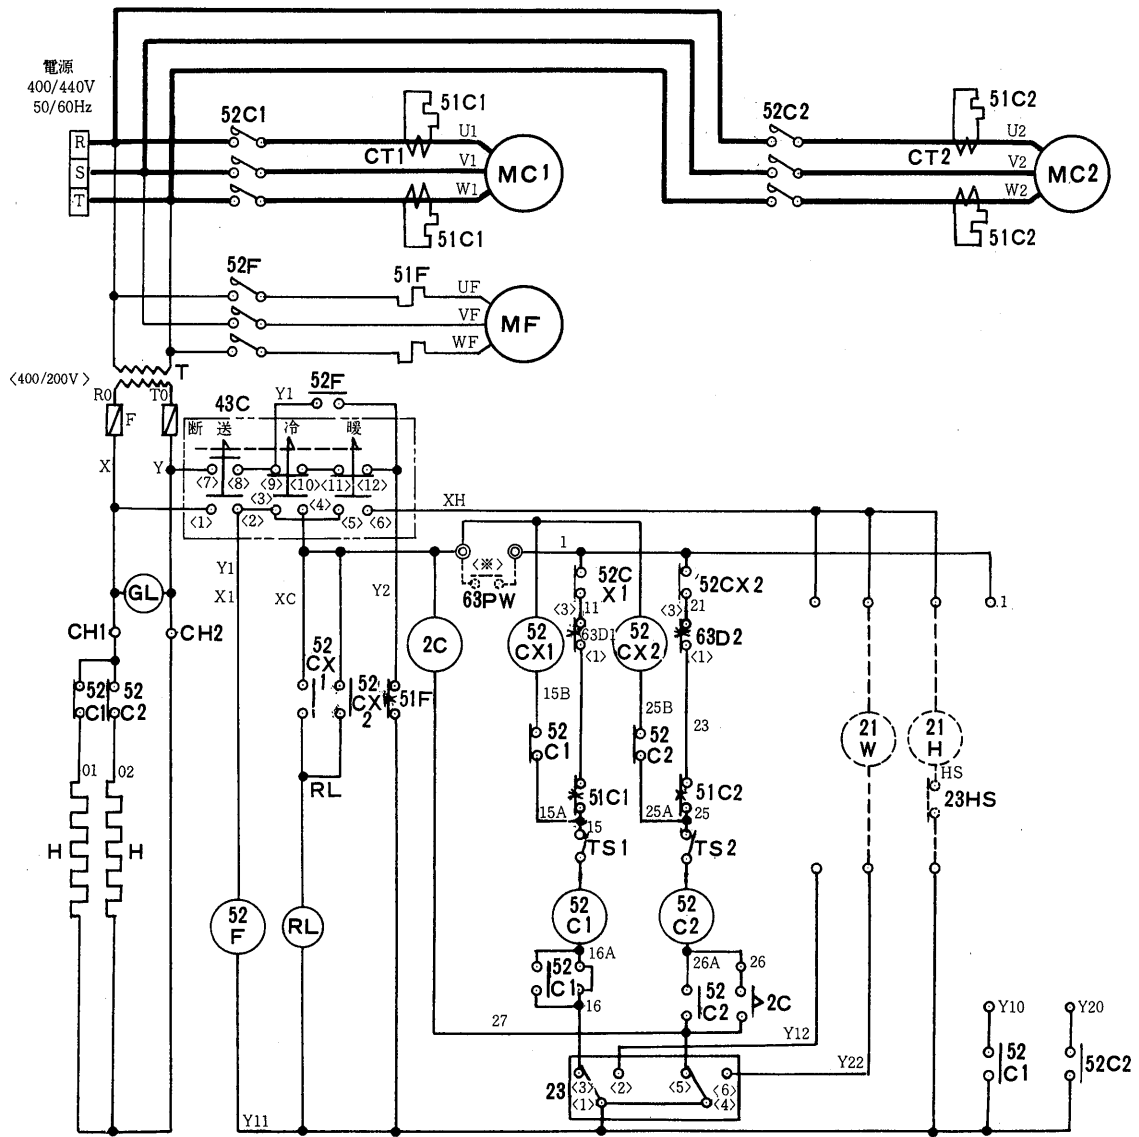 電源
400/440V
50/60Hz
R
S
T
52C1
51C1
CT1
U1
V1
W1
MC1
51C1
52C2
51C2
CT2
U2
V2
W2
MC2
51C2
52F
51F
UF
VF
WF
MF
〈400/200V〉
T
R0
T0
F
43C
Y1
52F
断 送 冷 暖
X
Y
〈7〉 〈8〉 〈9〉 〈10〉 〈11〉 〈12〉
〈1〉 〈2〉 〈3〉 〈4〉 〈5〉 〈6〉
XH
Y1
X1
XC
Y2
〈※〉
63PW
1
52C
X1
52CX2
〈3〉 11
〈3〉 21
GL
CH1
CH2
2C
52
CX1
63D1
〈1〉
52
CX2
63D2
〈1〉
1
52
C1
52
C2
52
CX
1
52
CX
2
51F
15B
52
C1
25B
52
C2
23
21
W
21
H
HS
23HS
01
02
RL
51C1
15A
15
51C2
25A
25
TS1
TS2
H
H
52
F
RL
52
C1
52
C2
16A
52
C1
16
26A
26
52
C2
2C
27
Y12
Y22
Y10
52
C1
Y20
52C2
23
〈3〉
〈2〉
〈5〉
〈6〉
〈1〉
〈4〉
Y11